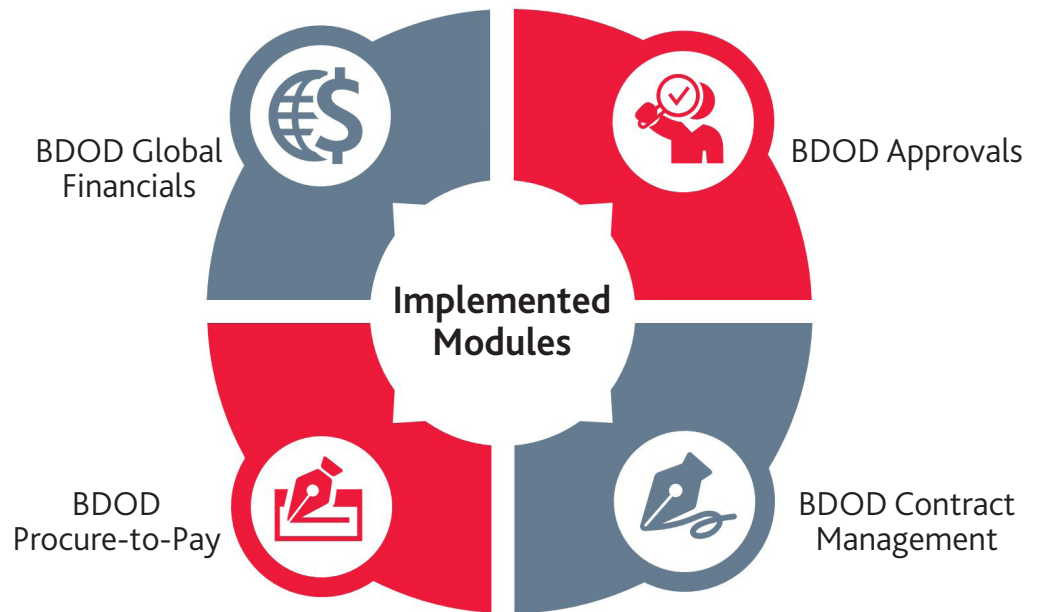 BDOD Global
Financials
BDOD Approvals
Implemented
Modules
BDOD
Procure-to-Pay
BDOD Contract
Management